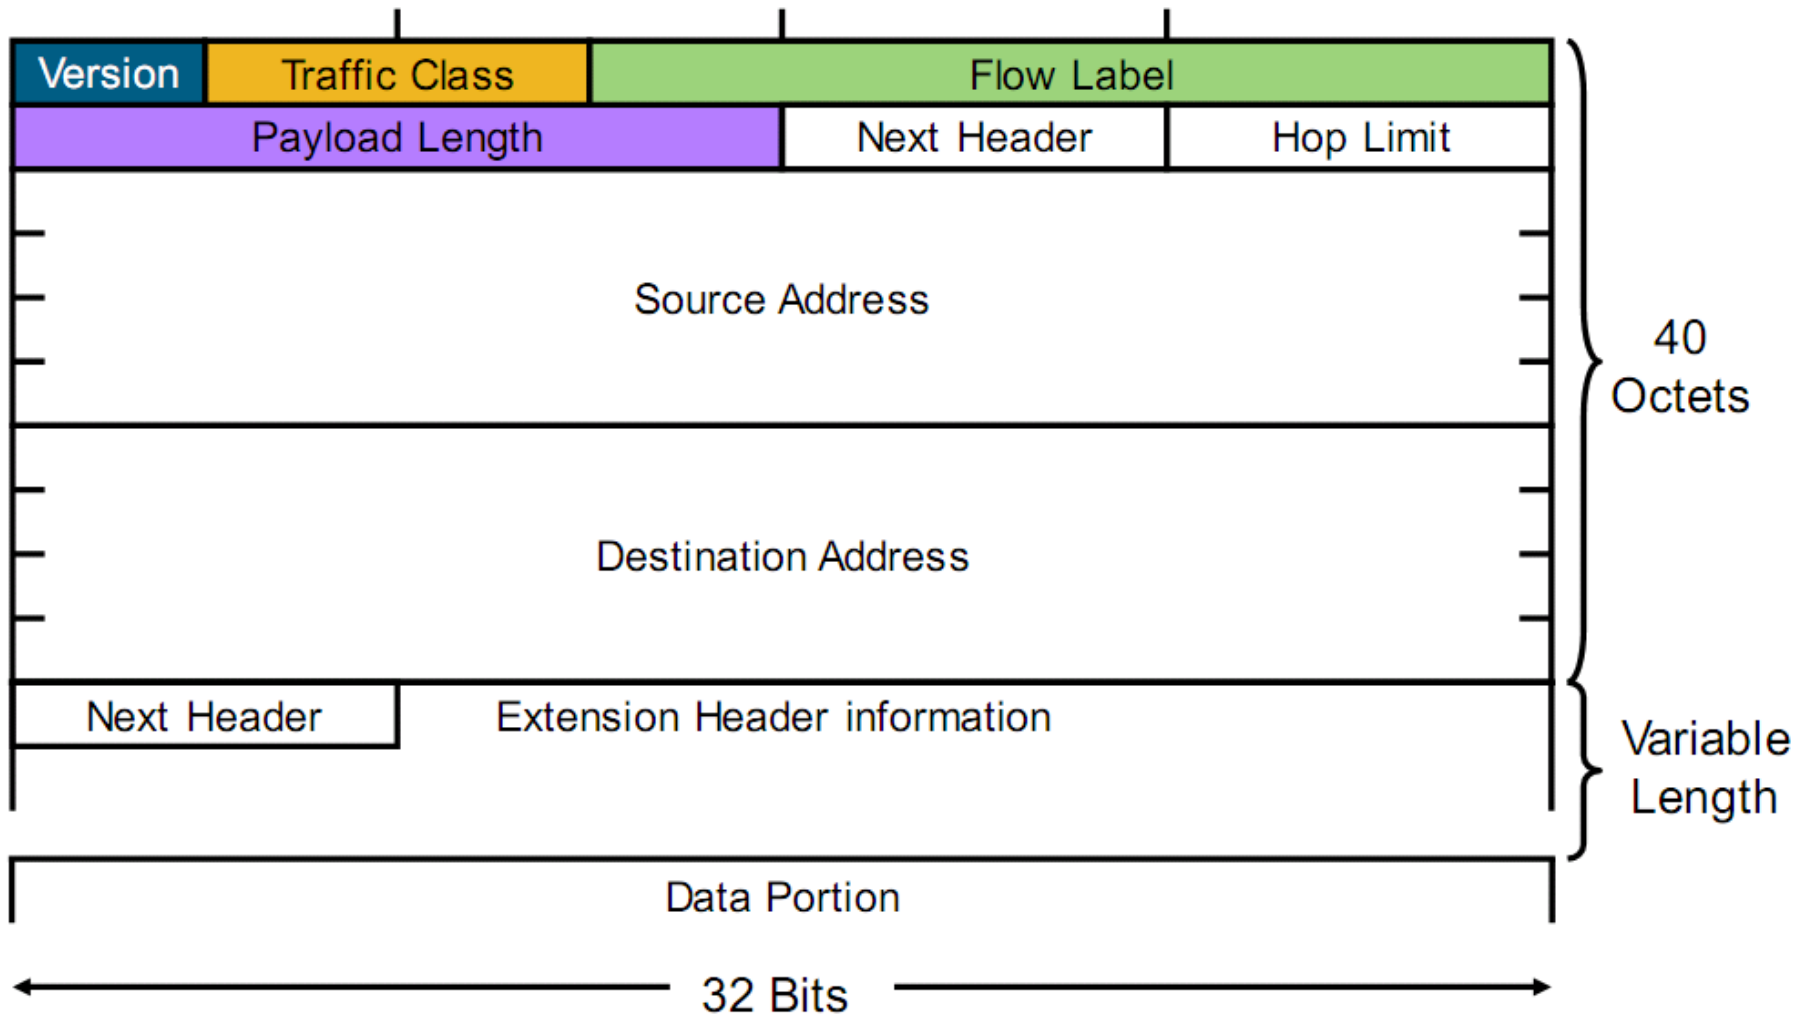 Version Traffic Class Flow Label
Payload Length Next Header Hop Limit
Source Address
40
Octets
Destination Address
Next Header Extension Header information
Variable
Length
Data Portion
32 Bits